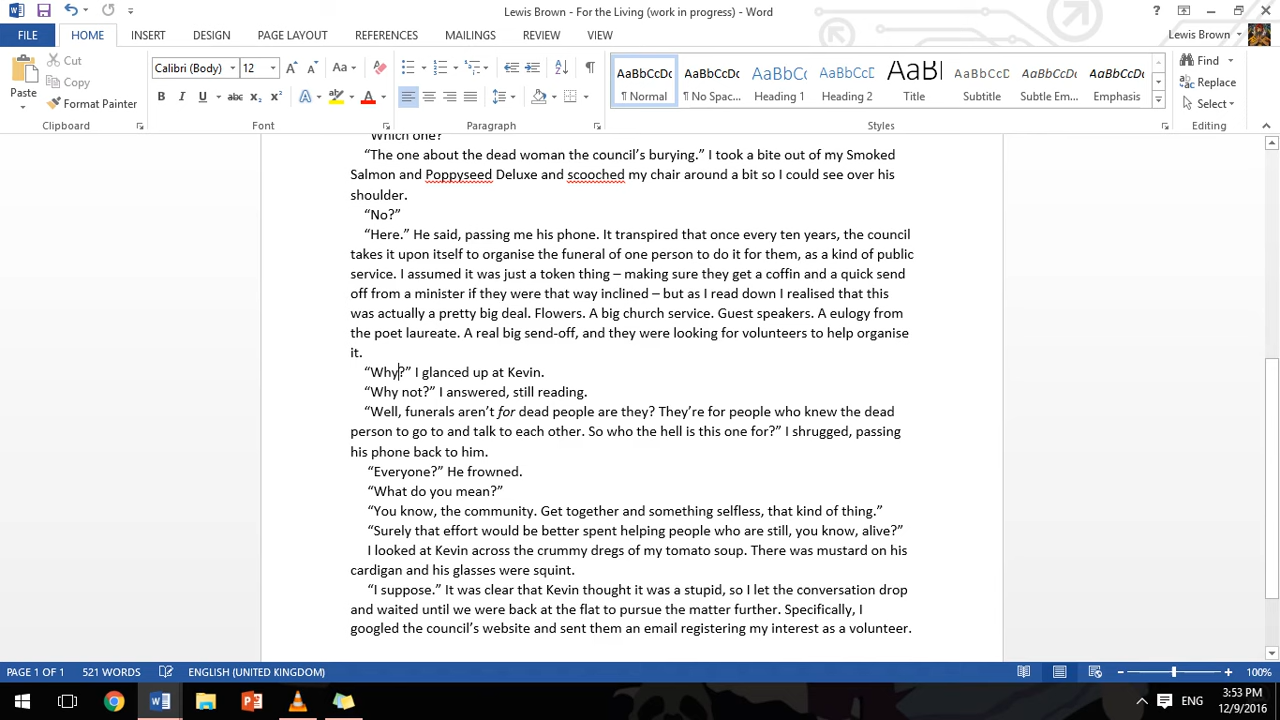 Lewis Brown - For the Living (work in progress) - Word
FILE HOME INSERT DESIGN PAGE LAYOUT REFERENCES MAILINGS REVIEW VIEW Lewis Brown
Cut
Copy
Format Painter
Paste
Calibri (Body) 12
AaBbCcDc AaBbCcDc AaBbCc AaBbCcC AaBl AaBbCcD AaBbCcDc AaBbCcDc
¶ Normal ¶ No Spac... Heading 1 Heading 2 Title Subtitle Subtle Em... Emphasis
Find
Replace
Select
Clipboard Font Paragraph Styles Editing
“Which one?”
“The one about the dead woman the council’s burying.” I took a bite out of my Smoked
Salmon and Poppyseed Deluxe and scooched my chair around a bit so I could see over his
shoulder.
“No?”
“Here.” He said, passing me his phone. It transpired that once every ten years, the council
takes it upon itself to organise the funeral of one person to do it for them, as a kind of public
service. I assumed it was just a token thing – making sure they get a coffin and a quick send
off from a minister if they were that way inclined – but as I read down I realised that this
was actually a pretty big deal. Flowers. A big church service. Guest speakers. A eulogy from
the poet laureate. A real big send-off, and they were looking for volunteers to help organise
it.
“Why?” I glanced up at Kevin.
“Why not?” I answered, still reading.
“Well, funerals aren’t for dead people are they? They’re for people who knew the dead
person to go to and talk to each other. So who the hell is this one for?” I shrugged, passing
his phone back to him.
“Everyone?” He frowned.
“What do you mean?”
“You know, the community. Get together and something selfless, that kind of thing.”
“Surely that effort would be better spent helping people who are still, you know, alive?”
I looked at Kevin across the crummy dregs of my tomato soup. There was mustard on his
cardigan and his glasses were squint.
“I suppose.” It was clear that Kevin thought it was a stupid, so I let the conversation drop
and waited until we were back at the flat to pursue the matter further. Specifically, I
googled the council’s website and sent them an email registering my interest as a volunteer.
PAGE 1 OF 1 521 WORDS ENGLISH (UNITED KINGDOM) 100%
ENG
3:53 PM
12/9/2016